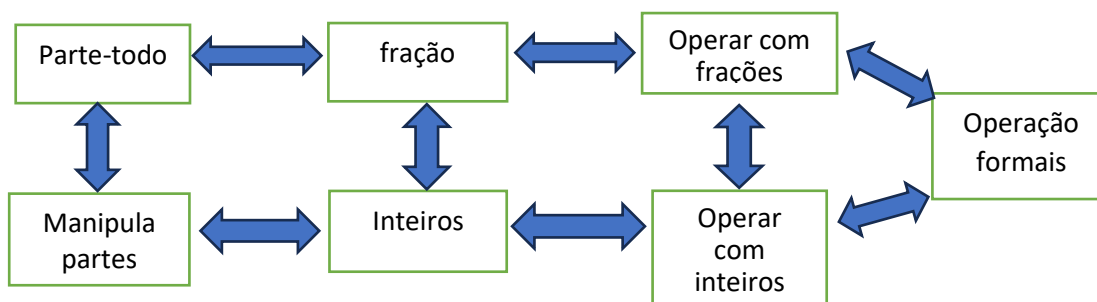 Parte-todo
fração
Operar com
frações
Operação
formais
Manipula
partes
Inteiros
Operar
com
inteiros